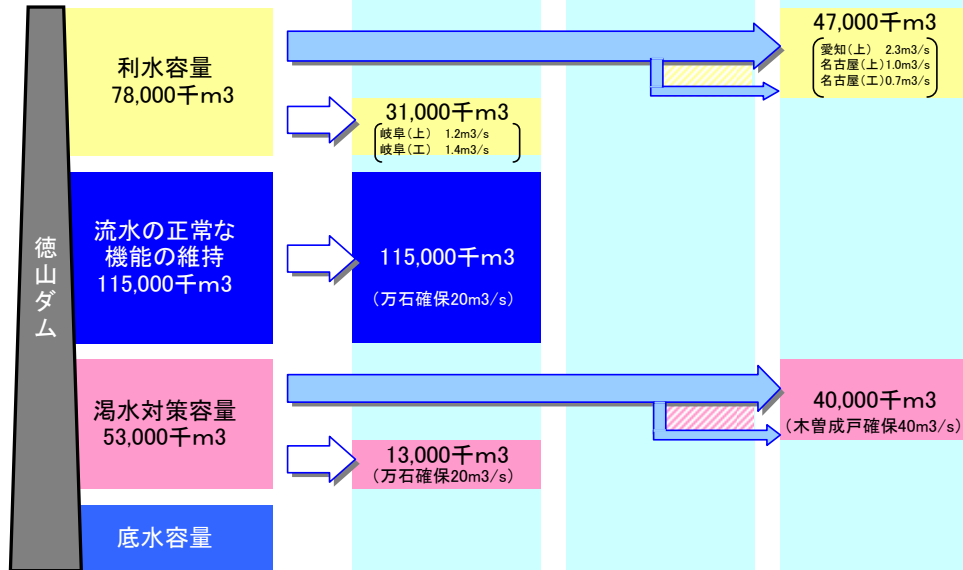 徳山ダム
利水容量
78,000千m3
47,000千m3
愛知(上) 2.3m3/s
名古屋(上)1.0m3/s
名古屋(工)0.7m3/s
31,000千m3
岐阜(上) 1.2m3/s
岐阜(工) 1.4m3/s
流水の正常な
機能の維持
115,000千m3
115,000千m3
(万石確保20m3/s)
渇水対策容量
53,000千m3
40,000千m3
(木曽成戸確保40m3/s)
13,000千m3
(万石確保20m3/s)
底水容量